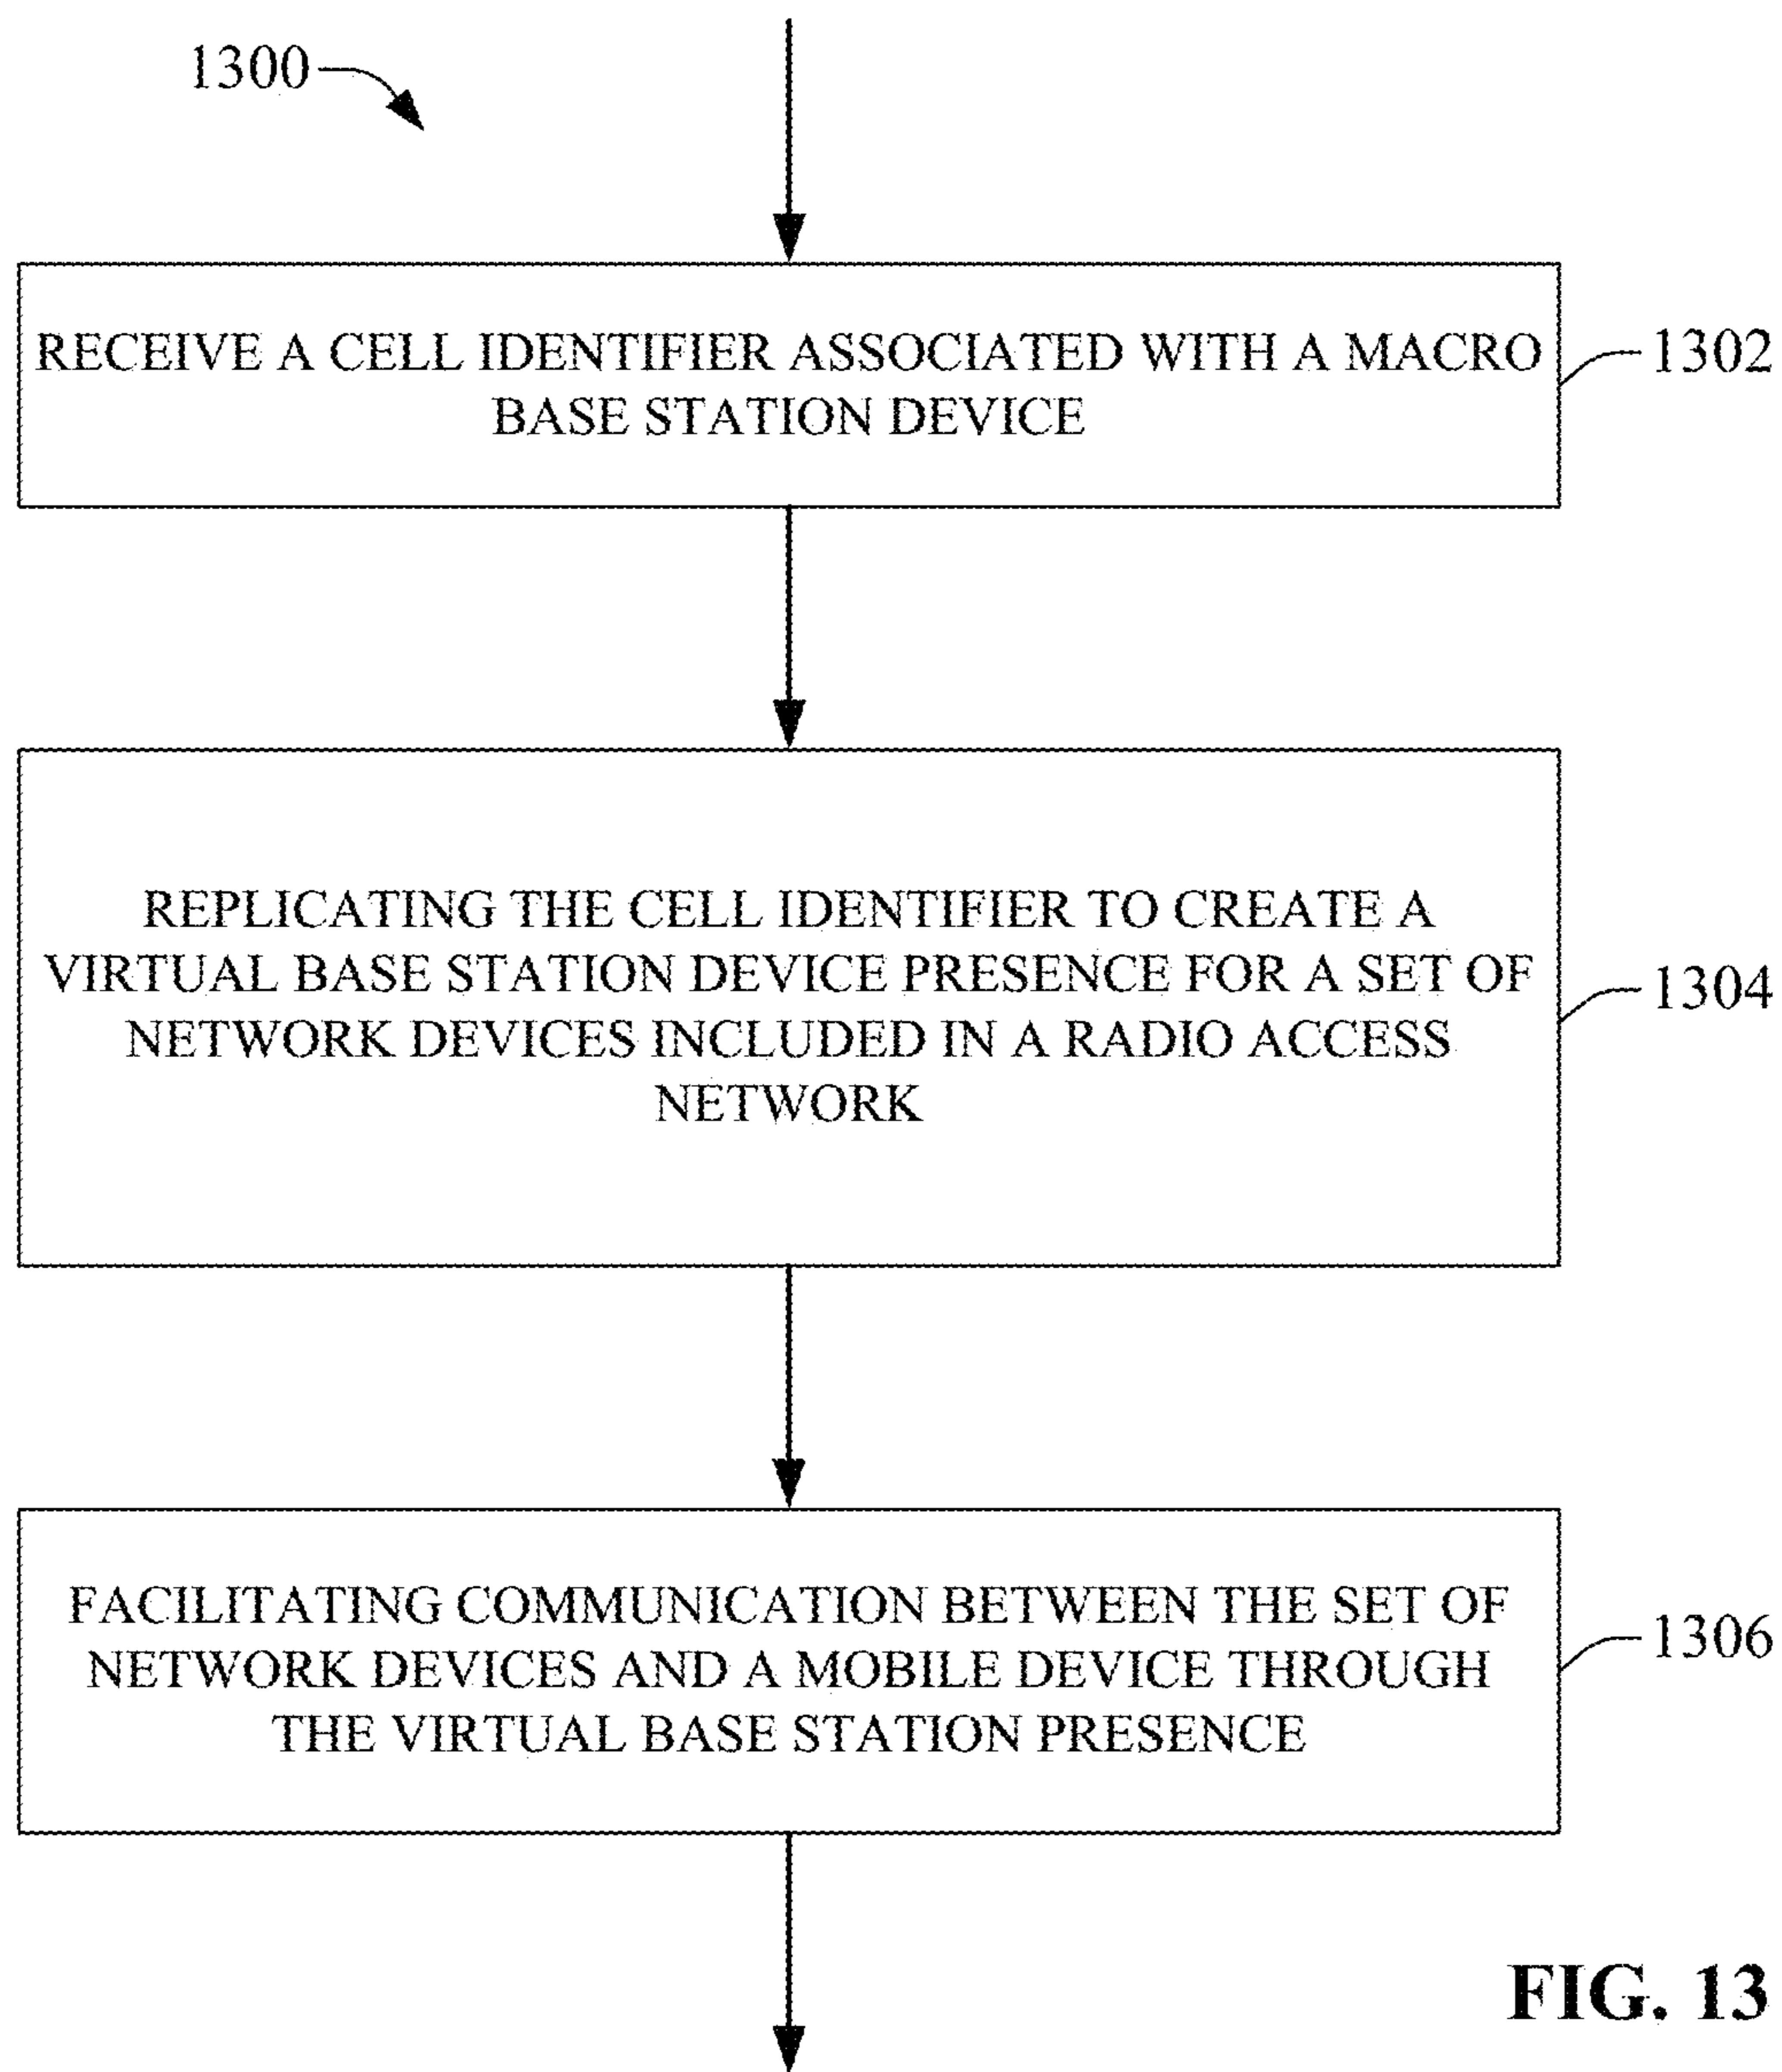 1300
RECEIVE A CELL IDENTIFIER ASSOCIATED WITH A MACRO
BASE STATION DEVICE
1302
REPLICATING THE CELL IDENTIFIER TO CREATE A
VIRTUAL BASE STATION DEVICE PRESENCE FOR A SET OF
NETWORK DEVICES INCLUDED IN A RADIO ACCESS
NETWORK
1304
FACILITATING COMMUNICATION BETWEEN THE SET OF
NETWORK DEVICES AND A MOBILE DEVICE THROUGH
THE VIRTUAL BASE STATION PRESENCE
1306
FIG. 13